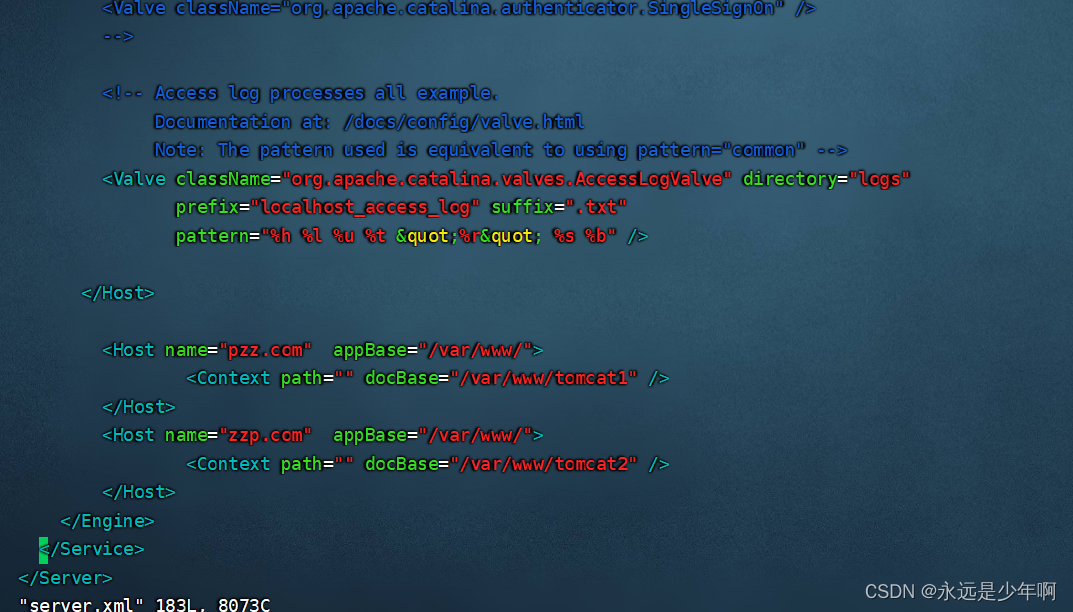 <Valve className="org.apache.catalina.authenticator.SingleSignOn" />
-->
<!-- Access log processes all example.
Documentation at: /docs/config/valve.html
Note: The pattern used is equivalent to using pattern="common" -->
<Valve className="org.apache.catalina.valves.AccessLogValve" directory="logs"
prefix="localhost_access_log" suffix=".txt"
pattern="%h %l %u %t &quot;%r&quot; %s %b" />
</Host>
<Host name="pzz.com"  appBase="/var/www/">
<Context path="" docBase="/var/www/tomcat1" />
</Host>
<Host name="zzp.com"  appBase="/var/www/">
<Context path="" docBase="/var/www/tomcat2" />
</Host>
</Engine>
</Service>
</Server>
"server.xml" 183L, 8073C
CSDN @永远是少年啊